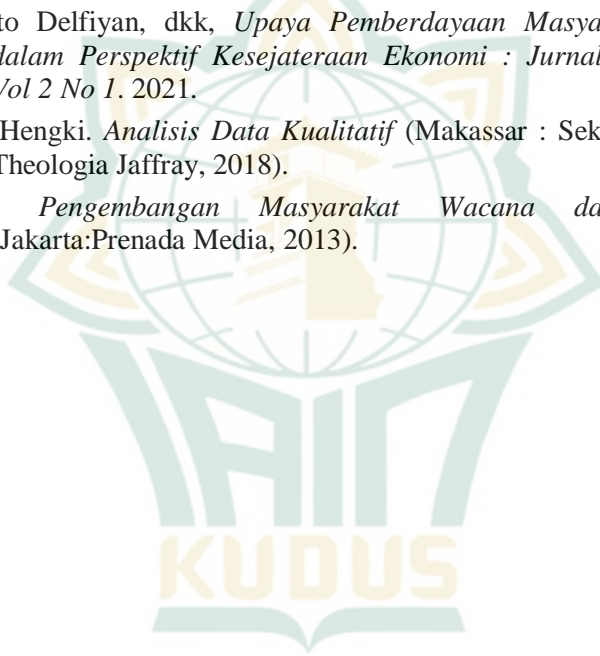 to Delfiyan, dkk, Upaya Pemberdayaan Masya
dalam Perspektif Kesejateraan Ekonomi : Jurnal
Vol 2 No 1. 2021.
Hengki. Analisis Data Kualitatif (Makassar : Sek
Theologia Jaffray, 2018).
Pengembangan Masyarakat Wacana da
Jakarta:Prenada Media, 2013).
IAIN
KUDUS